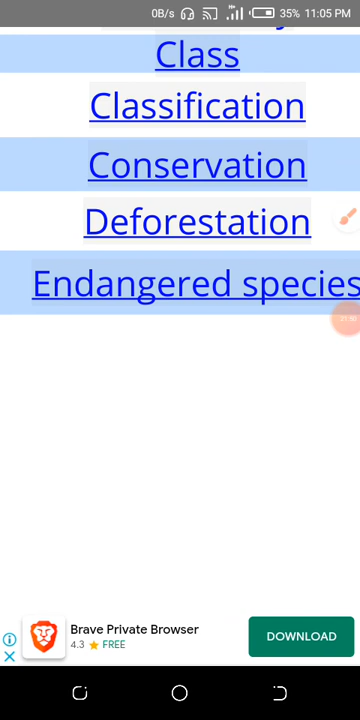 0B/s 35% 11:05 PM
Class
Classification
Conservation
Deforestation
Endangered species
Brave Private Browser
4.3 FREE
DOWNLOAD